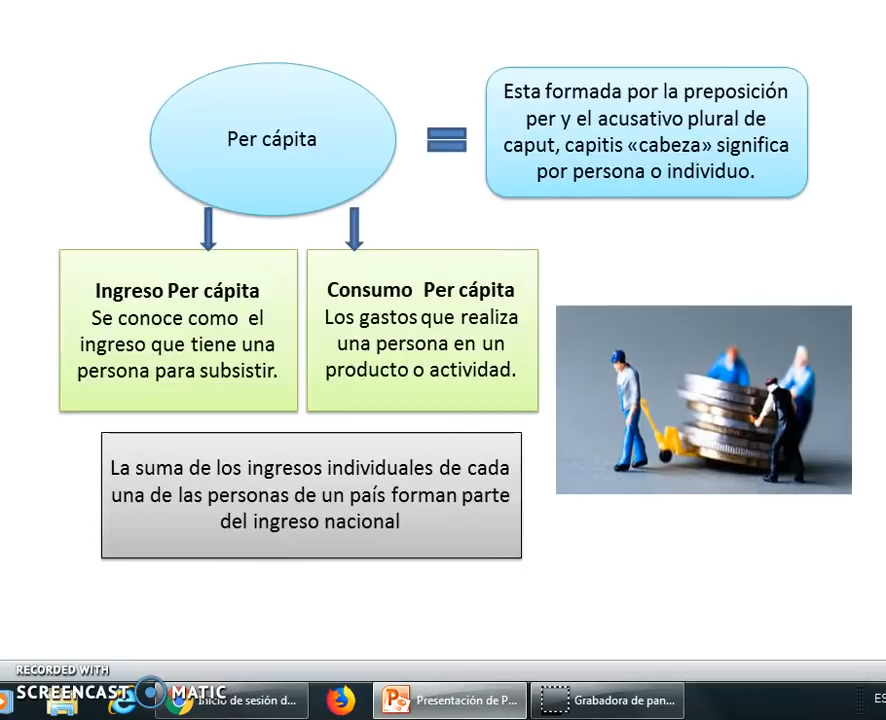 Per cápita
Esta formada por la preposición
per y el acusativo plural de
caput, capitis «cabeza» significa
por persona o individuo.
Ingreso Per cápita
Se conoce como el
ingreso que tiene una
persona para subsistir.
Consumo Per cápita
Los gastos que realiza
una persona en un
producto o actividad.
La suma de los ingresos individuales de cada
una de las personas de un país forman parte
del ingreso nacional
RECORDED WITH
SCREENCAST MATIC
Inicio de sesión d...
Presentación de P...
Grabadora de pan...
ES